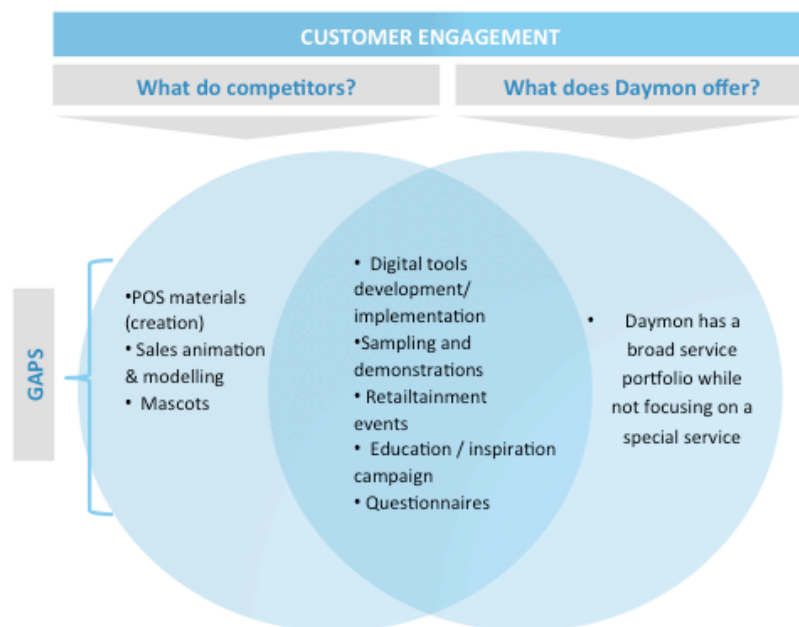 CUSTOMER ENGAGEMENT
What do competitors?
What does Daymon offer?
GAPS
•POS materials
(creation)
• Sales animation
& modelling
• Mascots
• Digital tools
development/
implementation
•Sampling and
demonstrations
• Retailtainment
events
• Education / inspiration
campaign
• Questionnaires
• Daymon has a
broad service
portfolio while
not focusing on a
special service